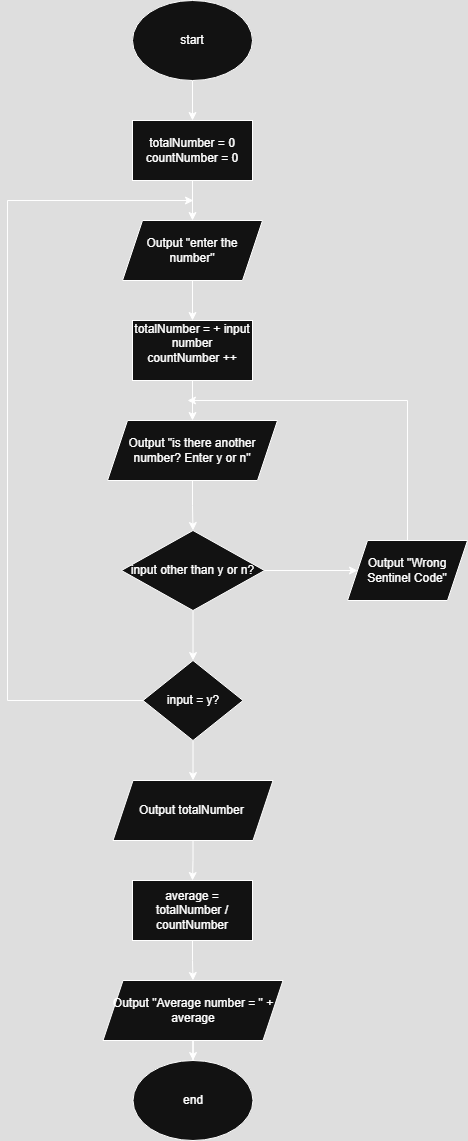 start
totalNumber = 0
countNumber = 0
Output "enter the
number"
totalNumber = + input
number
countNumber ++
Output "is there another
number? Enter y or n"
input other than y or n?
Output "Wrong
Sentinel Code"
input = y?
Output totalNumber
average =
totalNumber /
countNumber
Output "Average number = " +
average
end